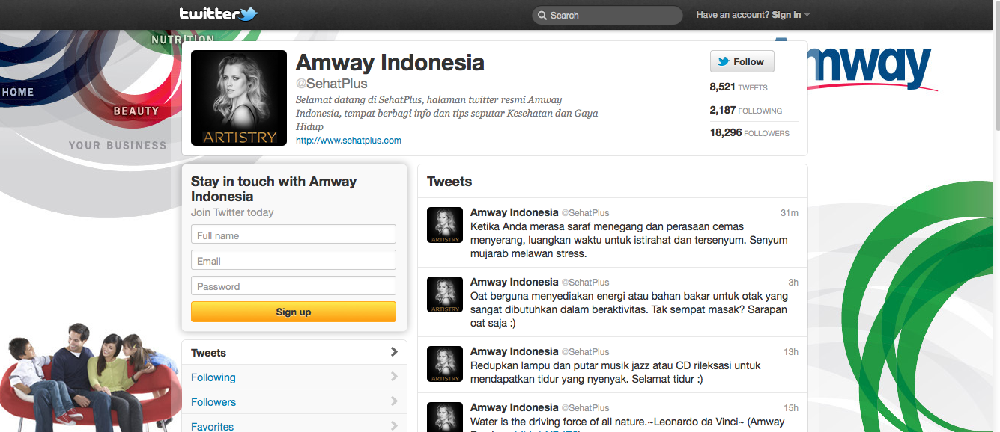 twitter
Search
Have an account? Sign in
NUTRITION
HOME
BEAUTY
YOUR BUSINESS
ARTISTRY
Amway Indonesia
@SehatPlus
Selamat datang di SehatPlus, halaman twitter resmi Amway
Indonesia, tempat berbagi info dan tips seputar Kesehatan dan Gaya
Hidup
http://www.sehatplus.com
Follow
8,521 TWEETS
2,187 FOLLOWING
18,296 FOLLOWERS
Amway
Stay in touch with Amway
Indonesia
Join Twitter today
Full name
Email
Password
Sign up
Tweets
Following
Followers
Favorites
Tweets
ARTISTRY
Amway Indonesia @SehatPlus 31m
Ketika Anda merasa saraf menegang dan perasaan cemas
menyerang, luangkan waktu untuk istirahat dan tersenyum. Senyum
mujarab melawan stress.
ARTISTRY
Amway Indonesia @SehatPlus 3h
Oat berguna menyediakan energi atau bahan bakar untuk otak yang
sangat dibutuhkan dalam beraktivitas. Tak sempat masak? Sarapan
oat saja :)
ARTISTRY
Amway Indonesia @SehatPlus 13h
Redupkan lampu dan putar musik jazz atau CD rileksasi untuk
mendapatkan tidur yang nyenyak. Selamat tidur :)
Amway Indonesia @SehatPlus 15h
Water is the driving force of all nature.~Leonardo da Vinci~ (Amway